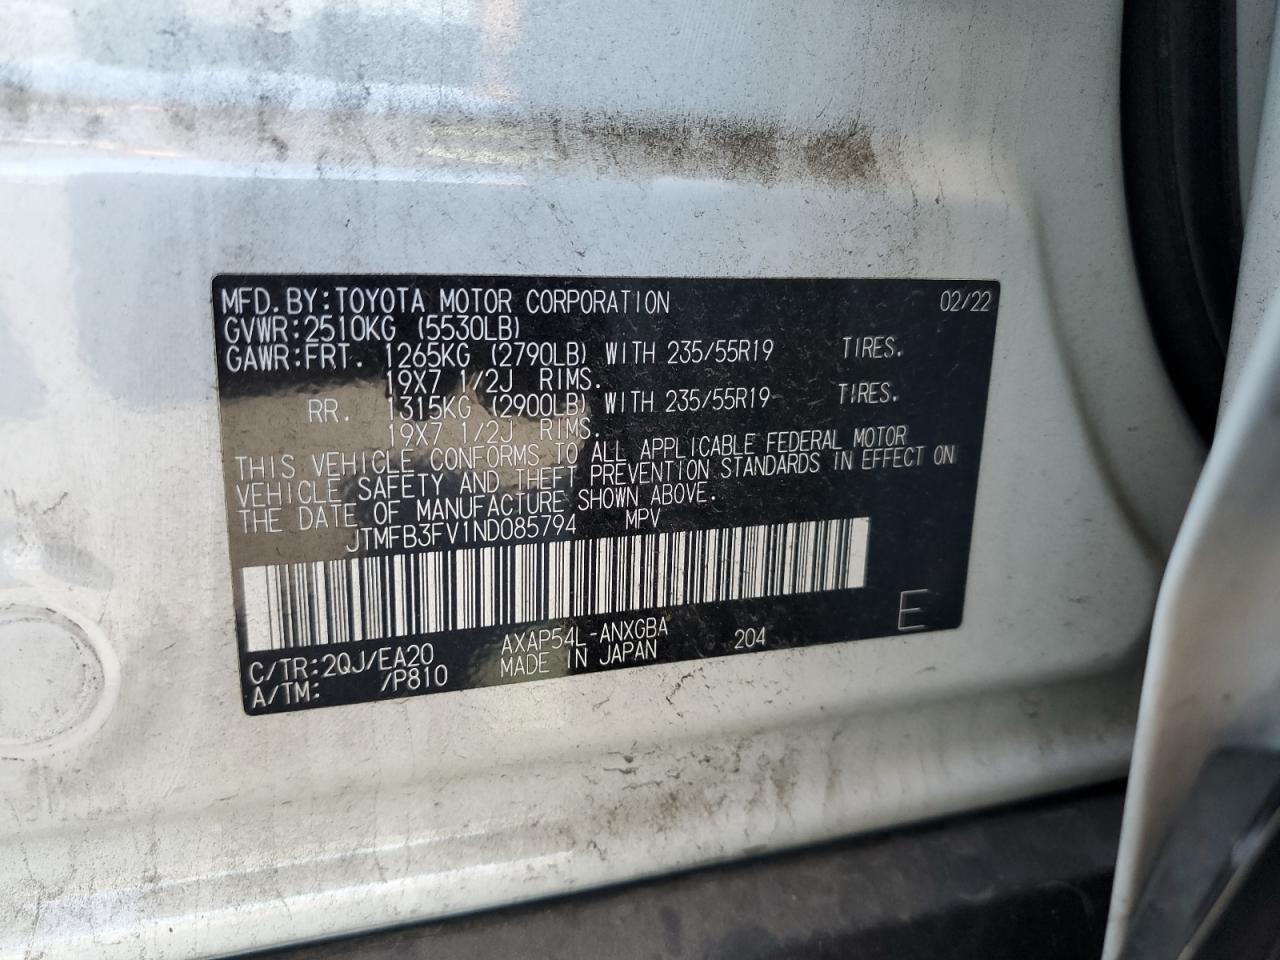 MFD.BY:TOYOTA MOTOR CORPORATION 02/22
GVWR:2510KG (5530LB)
GAWR:FRT. 1265KG (2790LB) WITH 235/55R19 TIRES.
19X7 1/2J RIMS.
RR. 1315KG (2900LB) WITH 235/55R19 TIRES.
19X7 1/2J RIMS.
THIS VEHICLE CONFORMS TO ALL APPLICABLE FEDERAL MOTOR
VEHICLE SAFETY AND THEFT PREVENTION STANDARDS IN EFFECT ON
THE DATE OF MANUFACTURE SHOWN ABOVE.
JTMFB3FV1ND085794 MPV
C/TR:2QJ/EA20 AXAP54L-ANXGBA 204 E
A/TM: /P810 MADE IN JAPAN